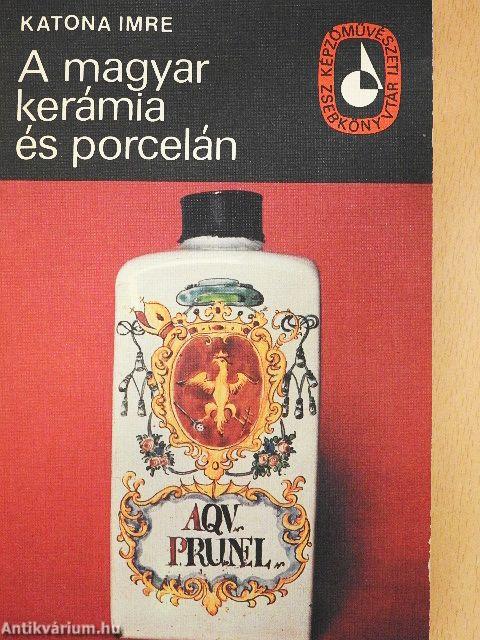 KATONA IMRE
A magyar
kerámia
és porcelán
KÉPZŐMŰVÉSZETI
ZSEBKÖNYVTÁR
AQV.
PRUNEL.
Antikvárium.hu